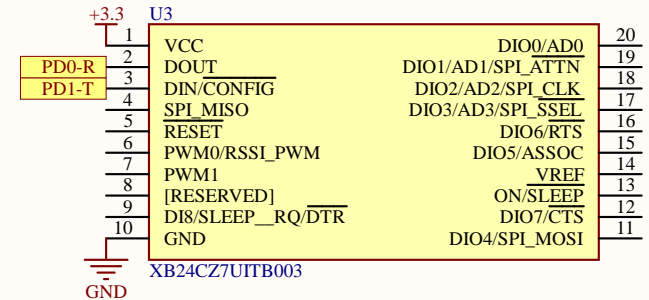 +3.3 U3
1 VCC DIO0/AD0 20
PD0-R 2 DOUT DIO1/AD1/SPI_ATTN 19
PD1-T 3 DIN/CONFIG DIO2/AD2/SPI_CLK 18
4 SPI_MISO DIO3/AD3/SPI_SSEL 17
5 RESET DIO6/RTS 16
6 PWM0/RSSI_PWM DIO5/ASSOC 15
7 PWM1 VREF 14
8 [RESERVED] ON/SLEEP 13
9 DI8/SLEEP__RQ/DTR DIO7/CTS 12
10 GND DIO4/SPI_MOSI 11
XB24CZ7UITB003
GND